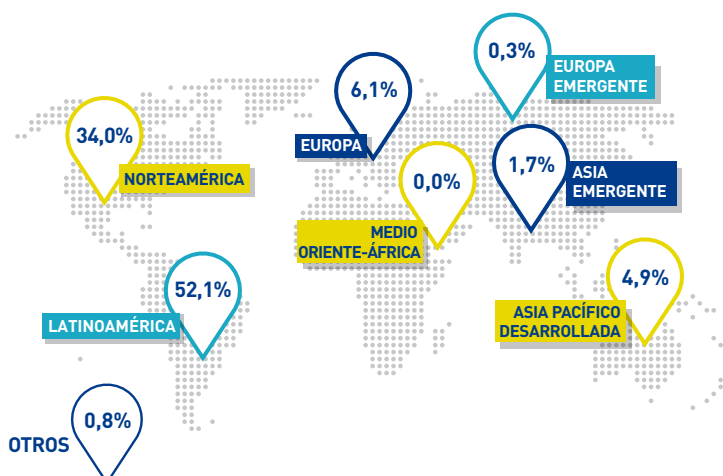 0,3%
EUROPA
EMERGENTE
6,1%
EUROPA
34,0%
NORTEAMÉRICA
1,7%
ASIA
EMERGENTE
0,0%
MEDIO
ORIENTE-ÁFRICA
52,1%
LATINOAMÉRICA
4,9%
ASIA PACÍFICO
DESARROLLADA
0,8%
OTROS